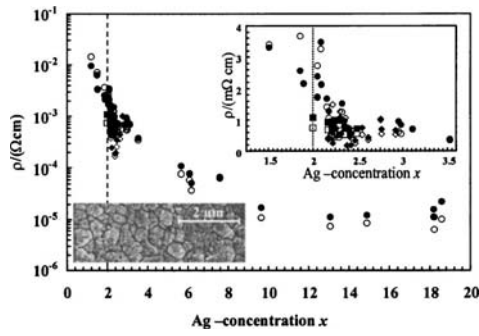 10⁻¹
10⁻²
10⁻³
10⁻⁴
10⁻⁵
10⁻⁶
ρ/(Ωcm)
0 2 4 6 8 10 12 14 16 18 20
Ag –concentration x
4
3
2
1
0
ρ/(mΩ cm)
1.5 2 2.5 3 3.5
Ag –concentration x
2 μm